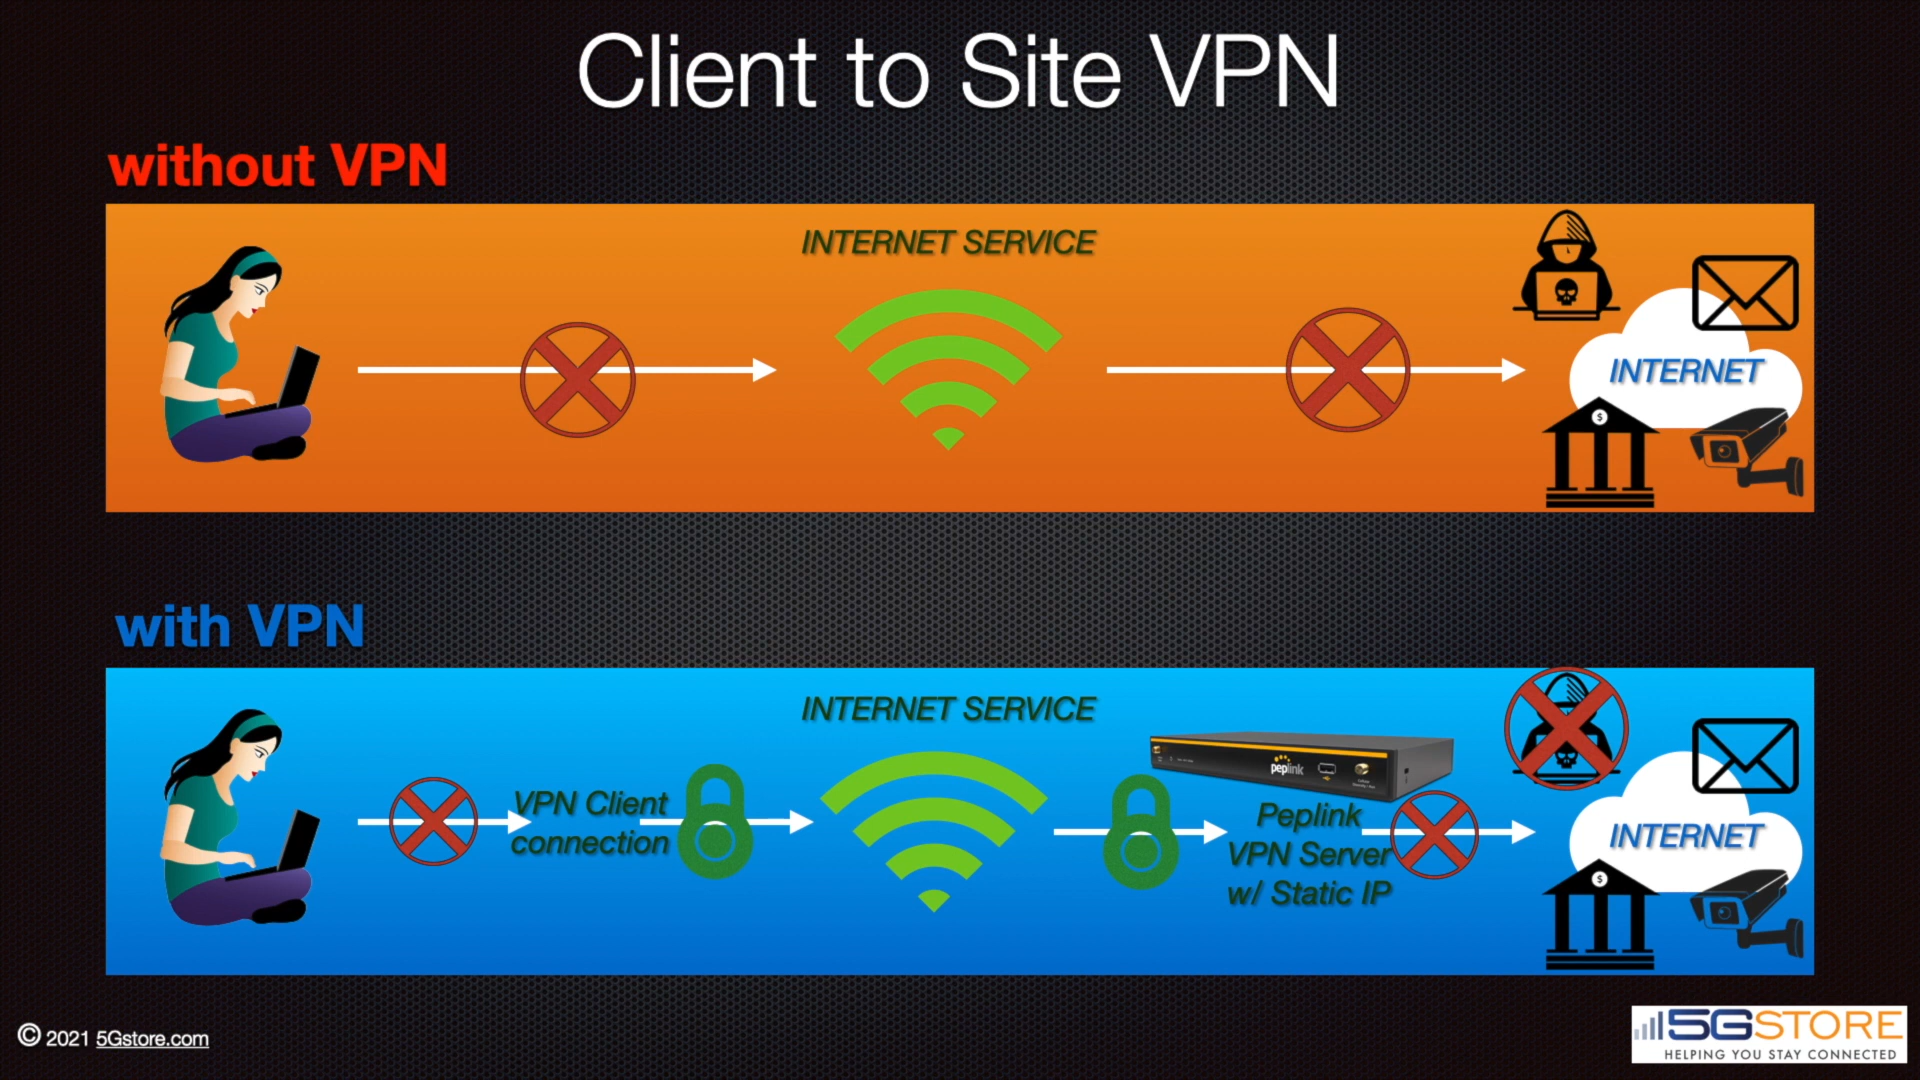 Client to Site VPN
without VPN
INTERNET SERVICE
INTERNET
$
with VPN
INTERNET SERVICE
peplink
VPN Client
connection
Peplink
VPN Server
w/ Static IP
INTERNET
$
© 2021 5Gstore.com
5GSTORE
HELPING YOU STAY CONNECTED